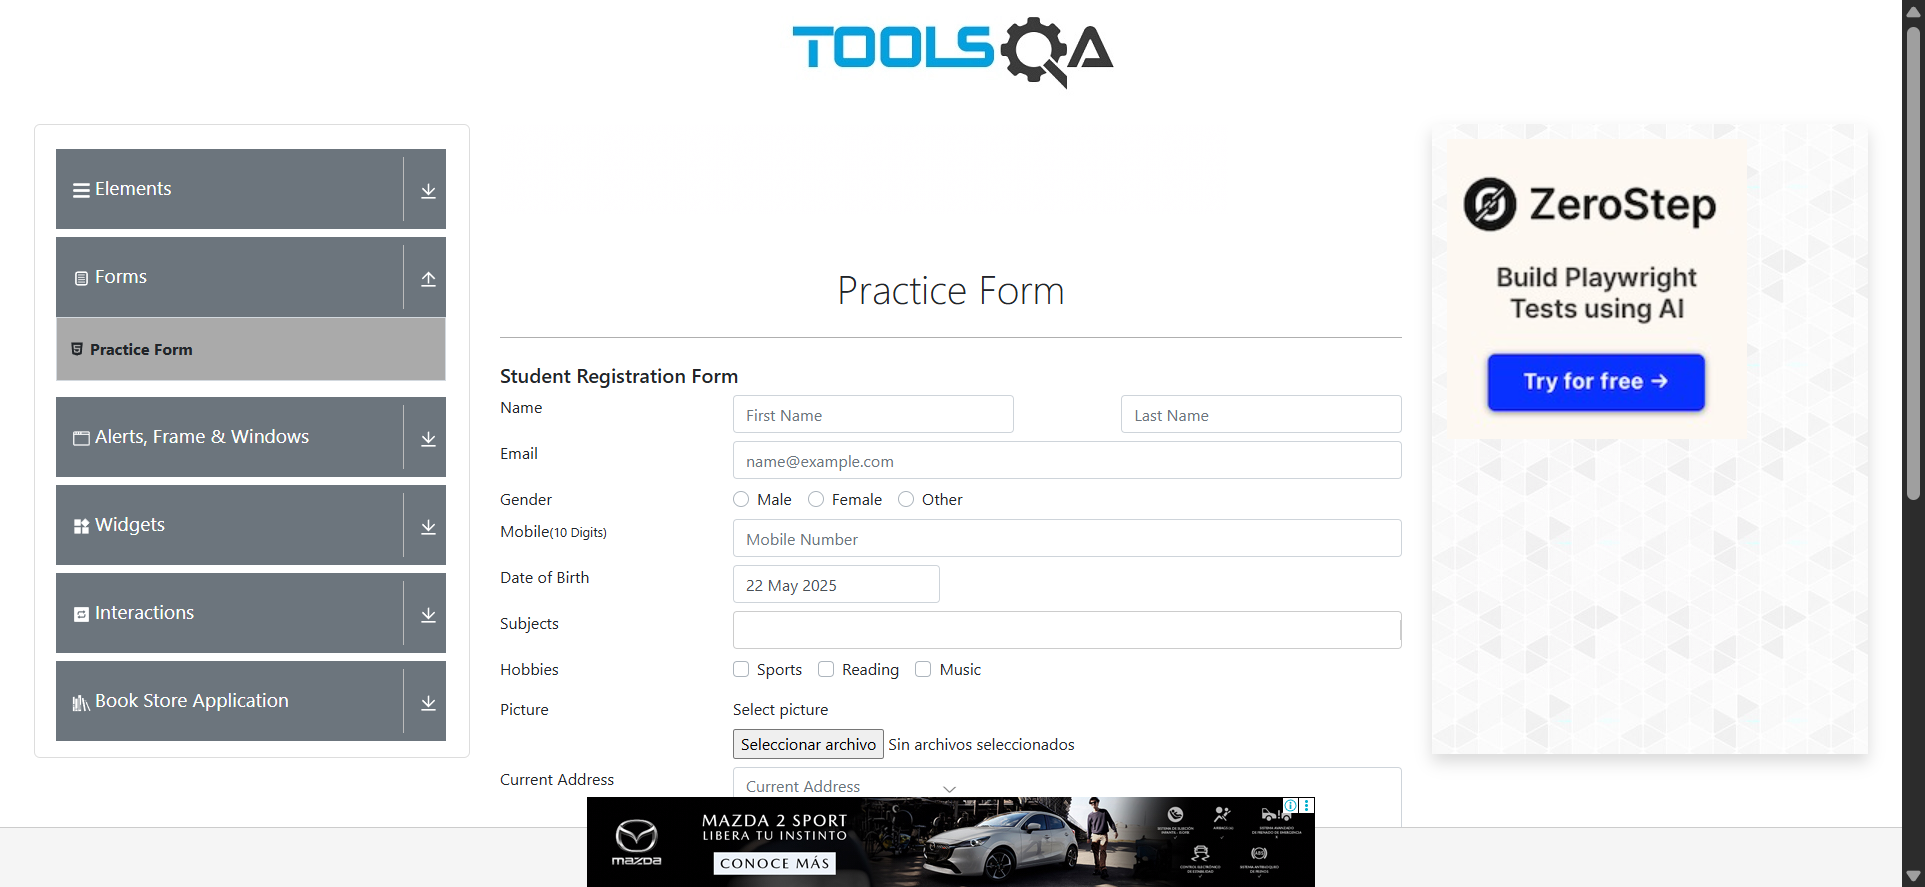 TOOLSQA
Elements
Forms
Practice Form
Alerts, Frame & Windows
Widgets
Interactions
Book Store Application
Practice Form
Student Registration Form
Name
First Name
Last Name
Email
name@example.com
Gender
Male
Female
Other
Mobile(10 Digits)
Mobile Number
Date of Birth
22 May 2025
Subjects
Hobbies
Sports
Reading
Music
Picture
Select picture
Seleccionar archivo
Sin archivos seleccionados
Current Address
Current Address
ZeroStep
Build Playwright
Tests using AI
Try for free →
mazda
MAZDA 2 SPORT
LIBERA TU INSTINTO
CONOCE MÁS